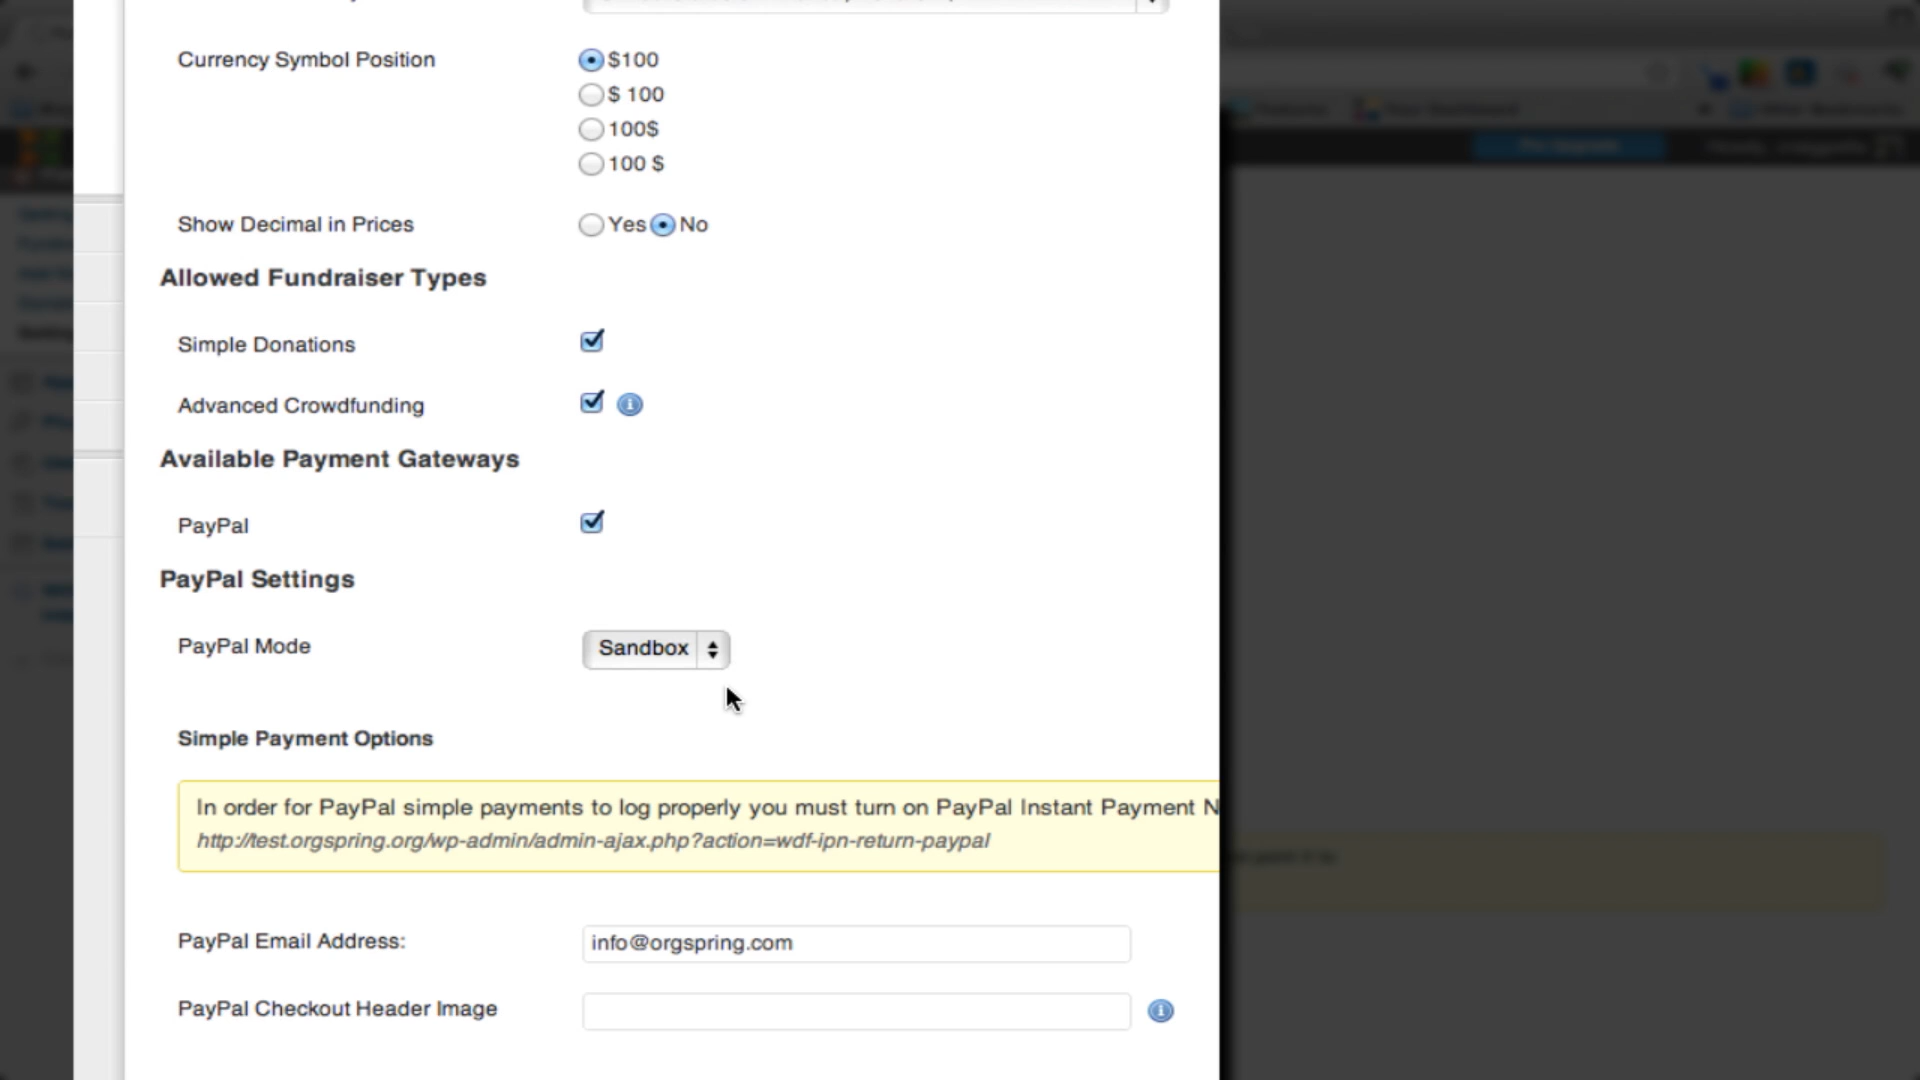 Currency Symbol Position
$100
$ 100
100$
100 $
Show Decimal in Prices
Yes No
Allowed Fundraiser Types
Simple Donations
Advanced Crowdfunding
Available Payment Gateways
PayPal
PayPal Settings
PayPal Mode
Sandbox
Simple Payment Options
In order for PayPal simple payments to log properly you must turn on PayPal Instant Payment N
http://test.orgspring.org/wp-admin/admin-ajax.php?action=wdf-ipn-return-paypal
PayPal Email Address:
info@orgspring.com
PayPal Checkout Header Image